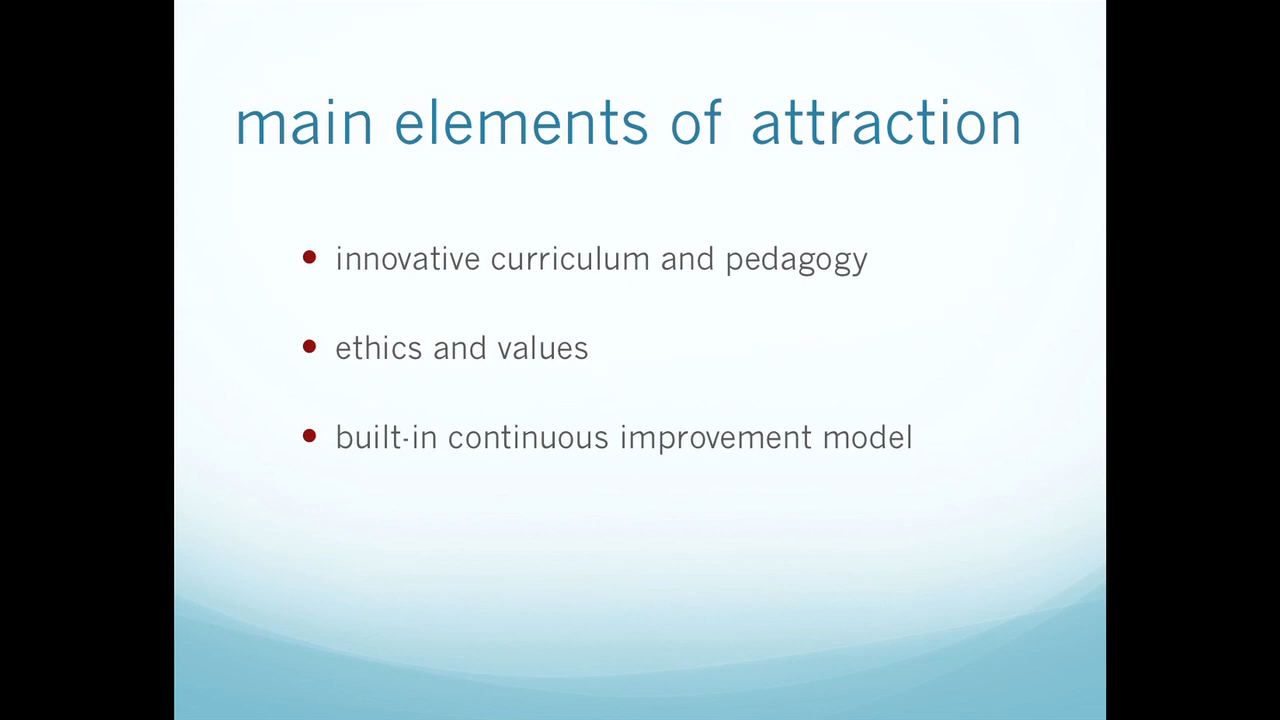 main elements of attraction
innovative curriculum and pedagogy
ethics and values
built-in continuous improvement model